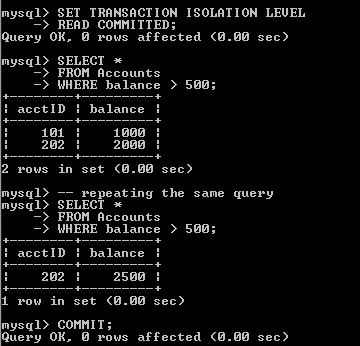 mysql> SET TRANSACTION ISOLATION LEVEL
    -> READ COMMITTED;
Query OK, 0 rows affected (0.00 sec)

mysql> SELECT *
    -> FROM Accounts
    -> WHERE balance > 500;
+--------+---------+
¦ acctID ¦ balance ¦
+--------+---------+
¦    101 ¦    1000 ¦
¦    202 ¦    2000 ¦
+--------+---------+
2 rows in set (0.00 sec)

mysql> -- repeating the same query
mysql> SELECT *
    -> FROM Accounts
    -> WHERE balance > 500;
+--------+---------+
¦ acctID ¦ balance ¦
+--------+---------+
¦    202 ¦    2500 ¦
+--------+---------+
1 row in set (0.00 sec)

mysql> COMMIT;
Query OK, 0 rows affected (0.00 sec)